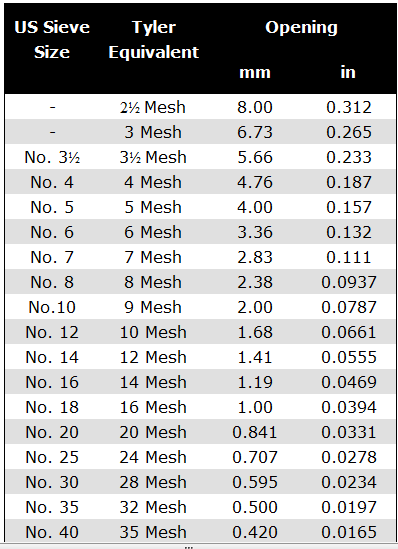 US Sieve Size Tyler Equivalent Opening
mm in
- 2½ Mesh 8.00 0.312
- 3 Mesh 6.73 0.265
No. 3½ 3½ Mesh 5.66 0.233
No. 4 4 Mesh 4.76 0.187
No. 5 5 Mesh 4.00 0.157
No. 6 6 Mesh 3.36 0.132
No. 7 7 Mesh 2.83 0.111
No. 8 8 Mesh 2.38 0.0937
No.10 9 Mesh 2.00 0.0787
No. 12 10 Mesh 1.68 0.0661
No. 14 12 Mesh 1.41 0.0555
No. 16 14 Mesh 1.19 0.0469
No. 18 16 Mesh 1.00 0.0394
No. 20 20 Mesh 0.841 0.0331
No. 25 24 Mesh 0.707 0.0278
No. 30 28 Mesh 0.595 0.0234
No. 35 32 Mesh 0.500 0.0197
No. 40 35 Mesh 0.420 0.0165